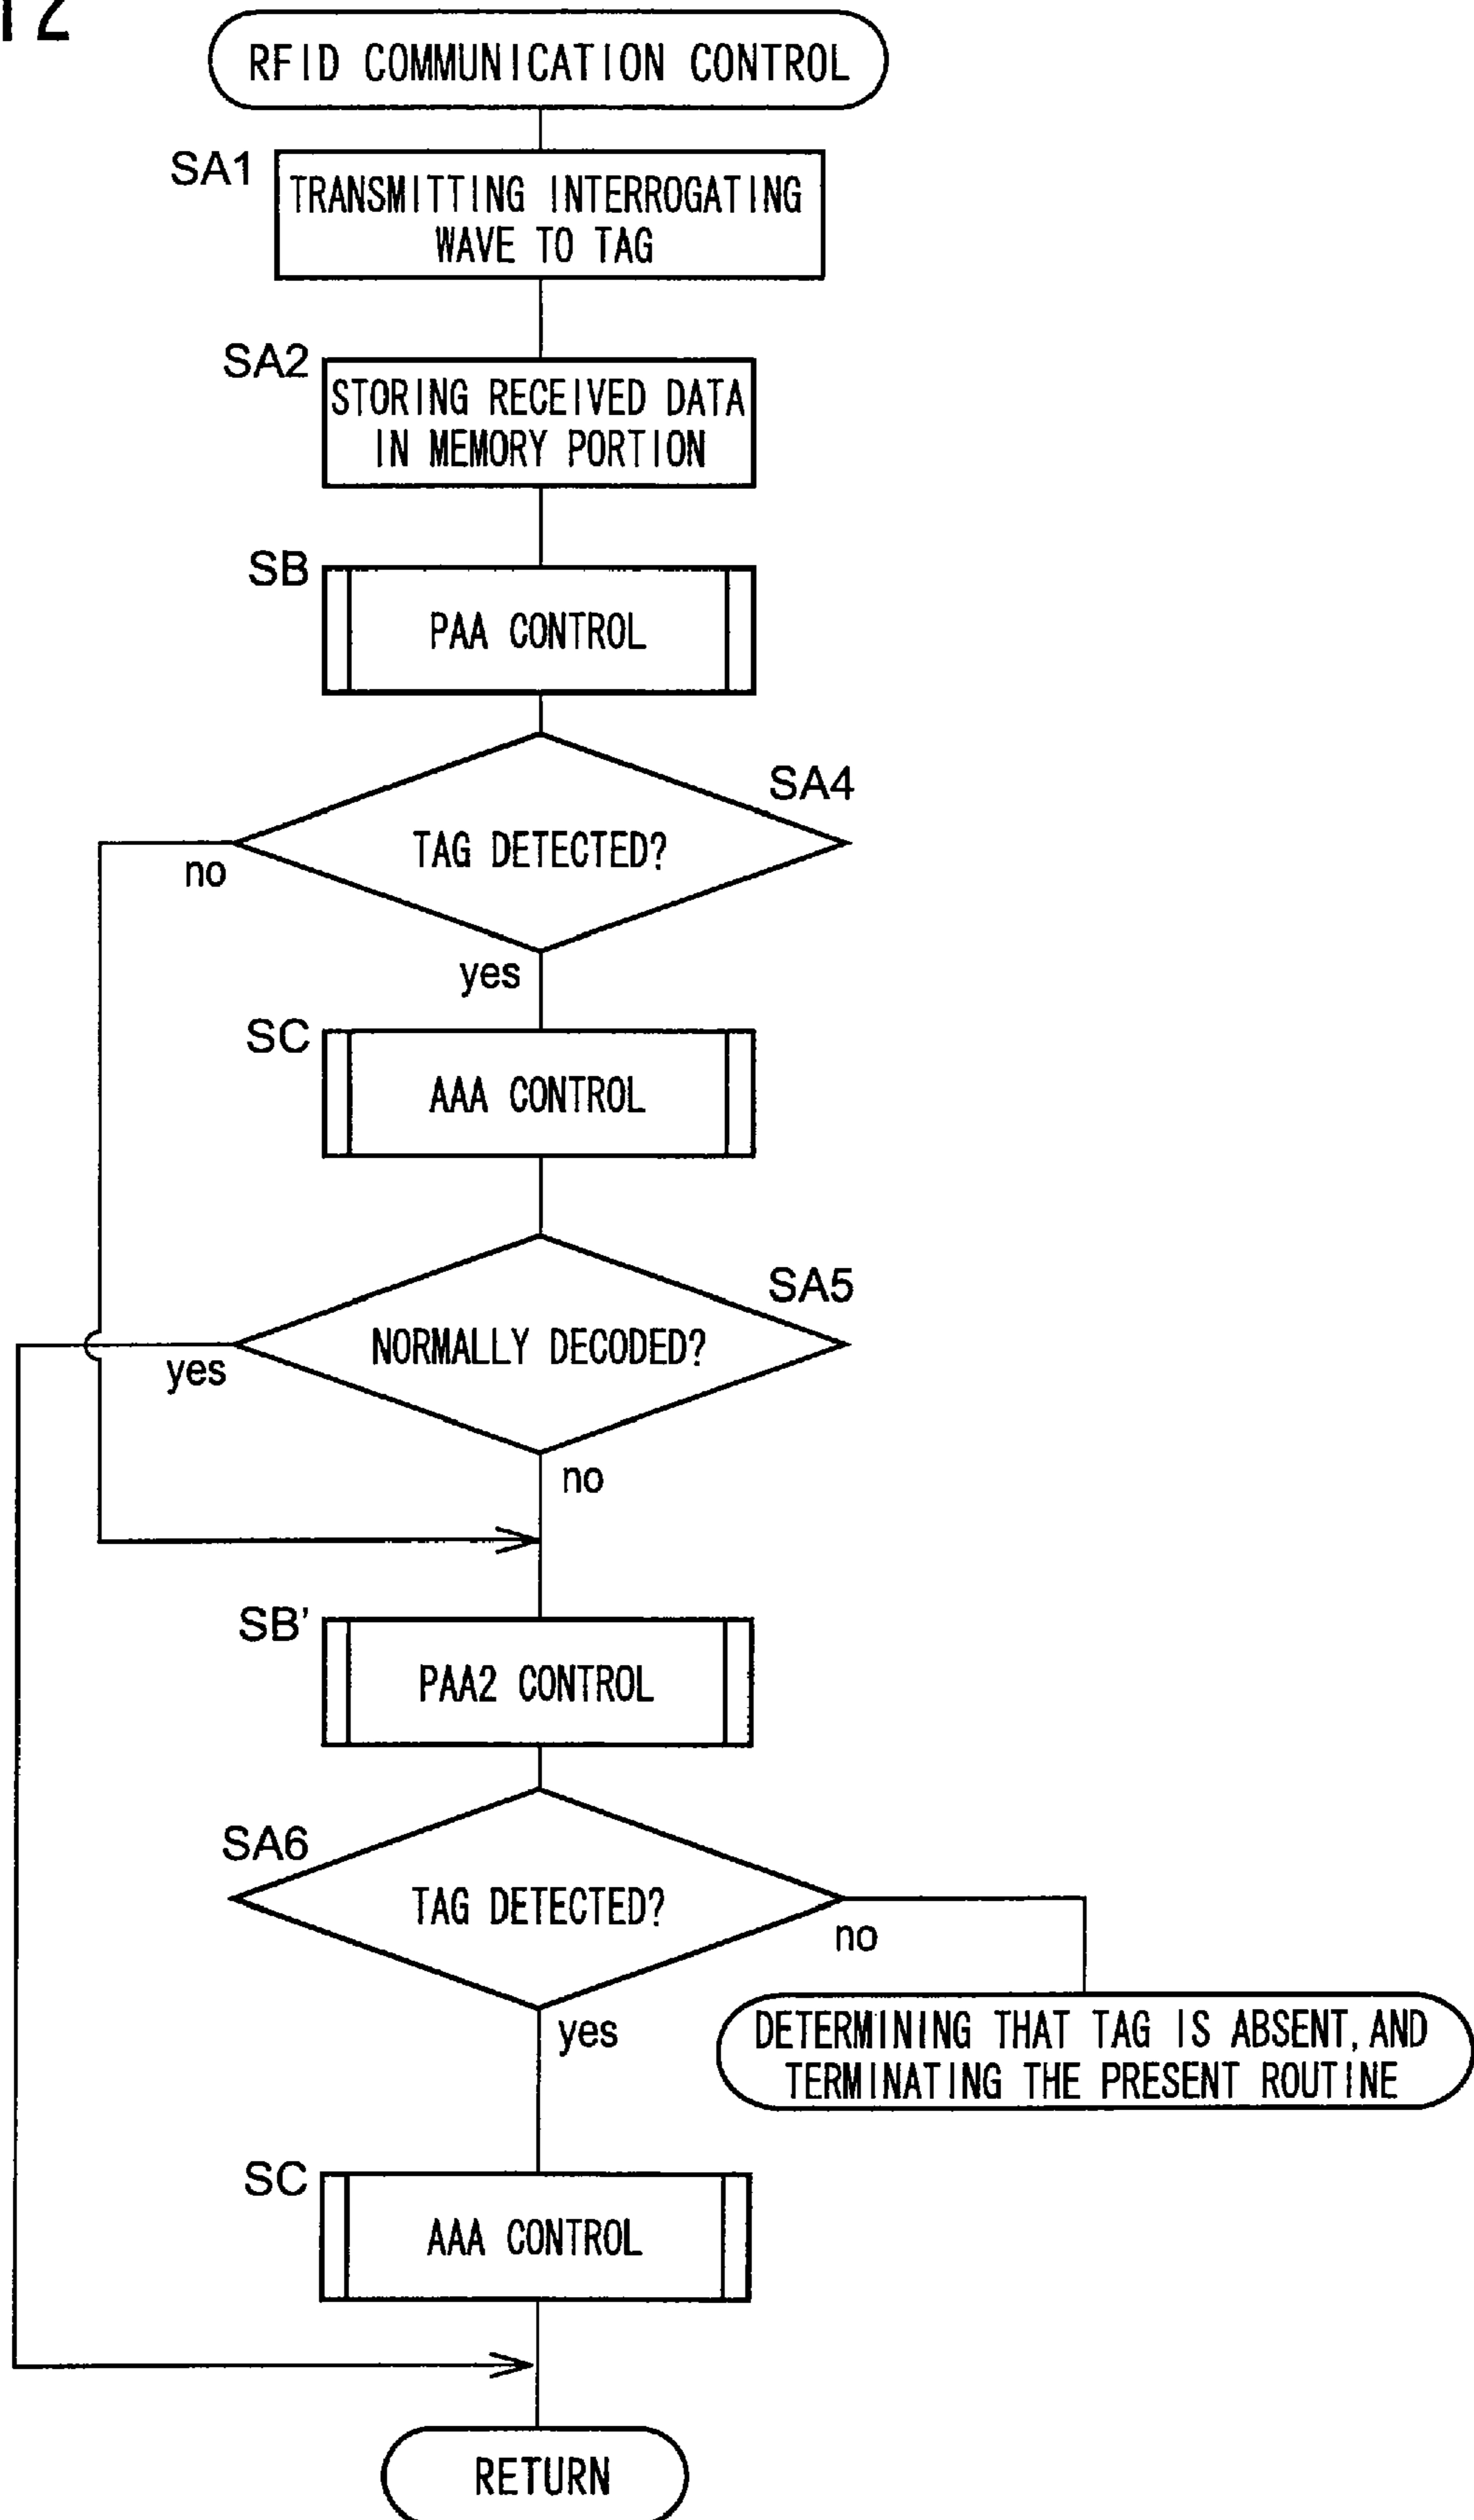 12
RFID COMMUNICATION CONTROL
SA1
TRANSMITTING INTERROGATING
WAVE TO TAG
SA2
STORING RECEIVED DATA
IN MEMORY PORTION
SB
PAA CONTROL
SA4
TAG DETECTED?
no
yes
SC
AAA CONTROL
SA5
NORMALLY DECODED?
yes
no
SB'
PAA2 CONTROL
SA6
TAG DETECTED?
no
yes
DETERMINING THAT TAG IS ABSENT, AND
TERMINATING THE PRESENT ROUTINE
SC
AAA CONTROL
RETURN